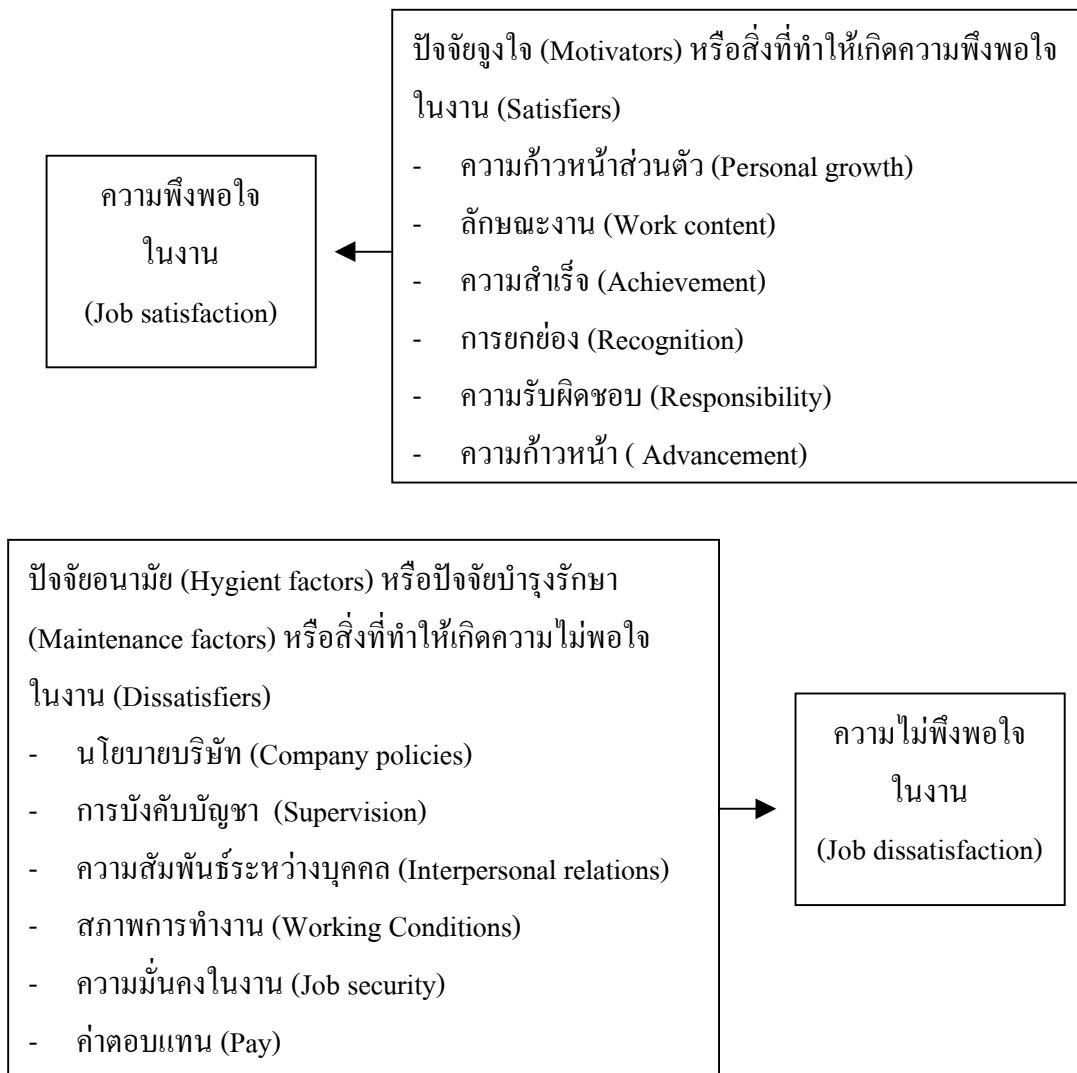 ปัจจัยจูงใจ (Motivators) หรือสิ่งที่ทำให้เกิดความพึงพอใจ
ในงาน (Satisfiers)
- ความก้าวหน้าส่วนตัว (Personal growth)
- ลักษณะงาน (Work content)
- ความสำเร็จ (Achievement)
- การยกย่อง (Recognition)
- ความรับผิดชอบ (Responsibility)
- ความก้าวหน้า ( Advancement)
ความพึงพอใจ
ในงาน
(Job satisfaction)
ปัจจัยอนามัย (Hygient factors) หรือปัจจัยบำรุงรักษา
(Maintenance factors) หรือสิ่งที่ทำให้เกิดความไม่พอใจ
ในงาน (Dissatisfiers)
- นโยบายบริษัท (Company policies)
- การบังคับบัญชา (Supervision)
- ความสัมพันธ์ระหว่างบุคคล (Interpersonal relations)
- สภาพการทำงาน (Working Conditions)
- ความมั่นคงในงาน (Job security)
- ค่าตอบแทน (Pay)
ความไม่พึงพอใจ
ในงาน
(Job dissatisfaction)